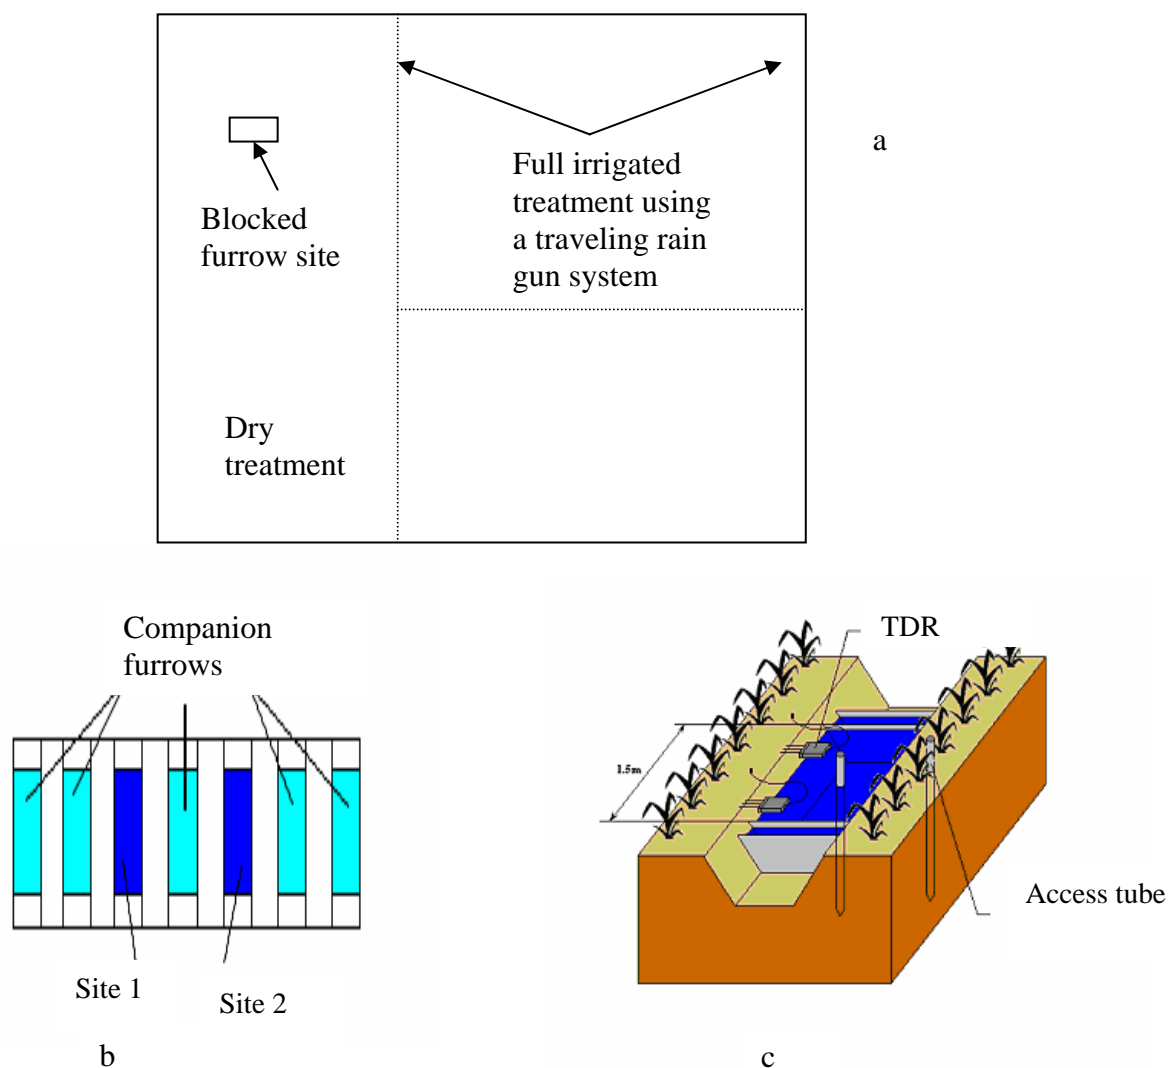 a
Full irrigated
treatment using
a traveling rain
gun system
Blocked
furrow site
Dry
treatment
Companion
furrows
Site 1
Site 2
b
TDR
1.5m
Access tube
c